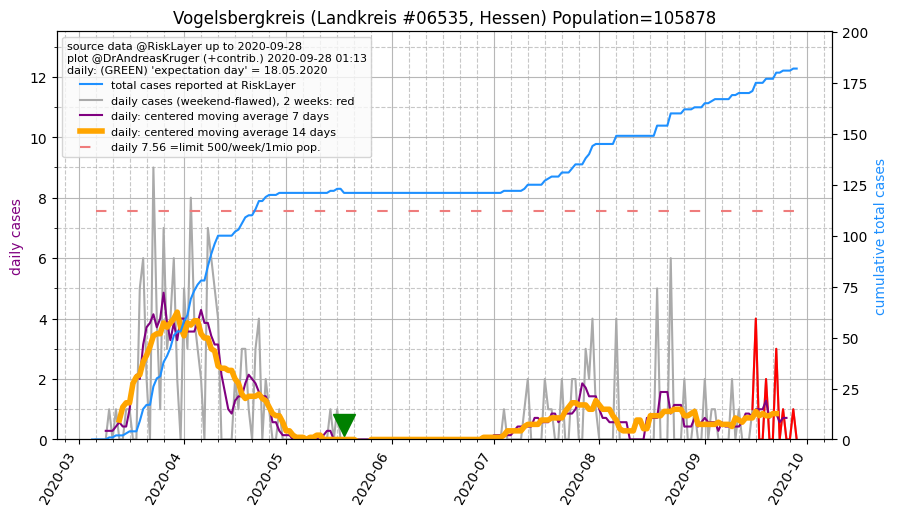 Vogelsbergkreis (Landkreis #06535, Hessen) Population=105878
source data @RiskLayer up to 2020-09-28
plot @DrAndreasKruger (+contrib.) 2020-09-28 01:13
daily: (GREEN) 'expectation day' = 18.05.2020
total cases reported at RiskLayer
daily cases (weekend-flawed), 2 weeks: red
daily: centered moving average 7 days
daily: centered moving average 14 days
daily 7.56 =limit 500/week/1mio pop.
daily cases
12
10
8
6
4
2
0
200
175
150
125
100
75
50
25
0
cumulative total cases
2020-03
2020-04
2020-05
2020-06
2020-07
2020-08
2020-09
2020-10